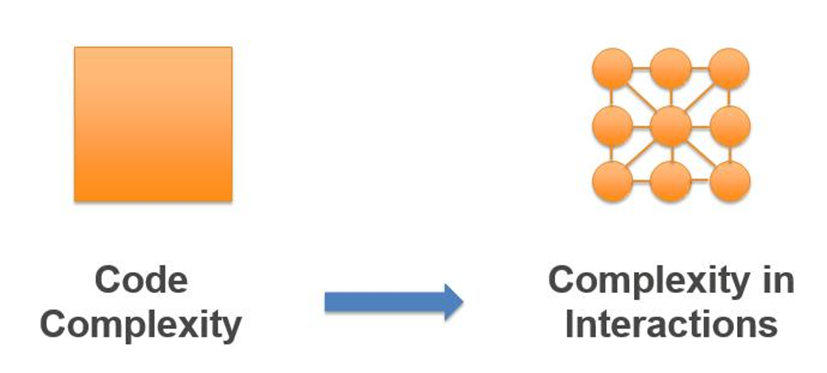 Code
Complexity
Complexity in
Interactions